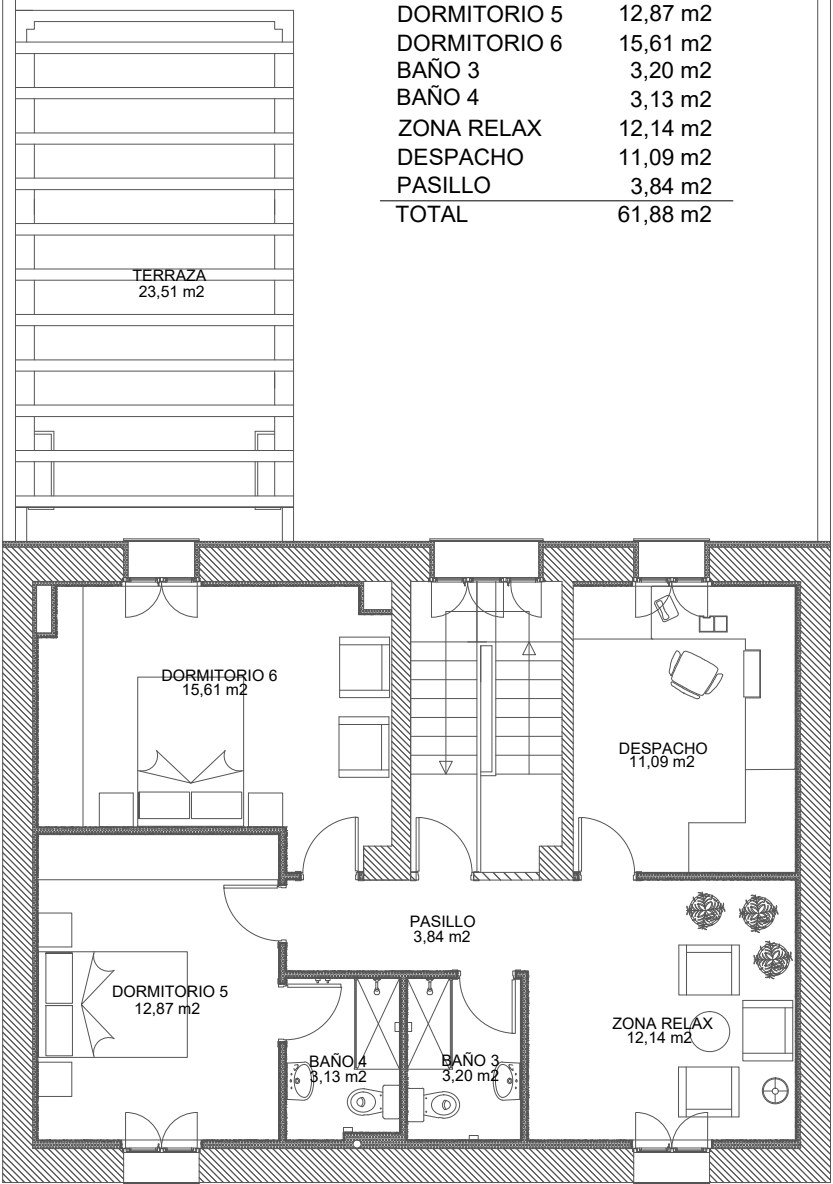 DORMITORIO 5 12,87 m2
DORMITORIO 6 15,61 m2
BAÑO 3 3,20 m2
BAÑO 4 3,13 m2
ZONA RELAX 12,14 m2
DESPACHO 11,09 m2
PASILLO 3,84 m2
TOTAL 61,88 m2
TERRAZA
23,51 m2
DORMITORIO 6
15,61 m2
DESPACHO
11,09 m2
PASILLO
3,84 m2
DORMITORIO 5
12,87 m2
ZONA RELAX
12,14 m2
BAÑO 4
3,13 m2
BAÑO 3
3,20 m2